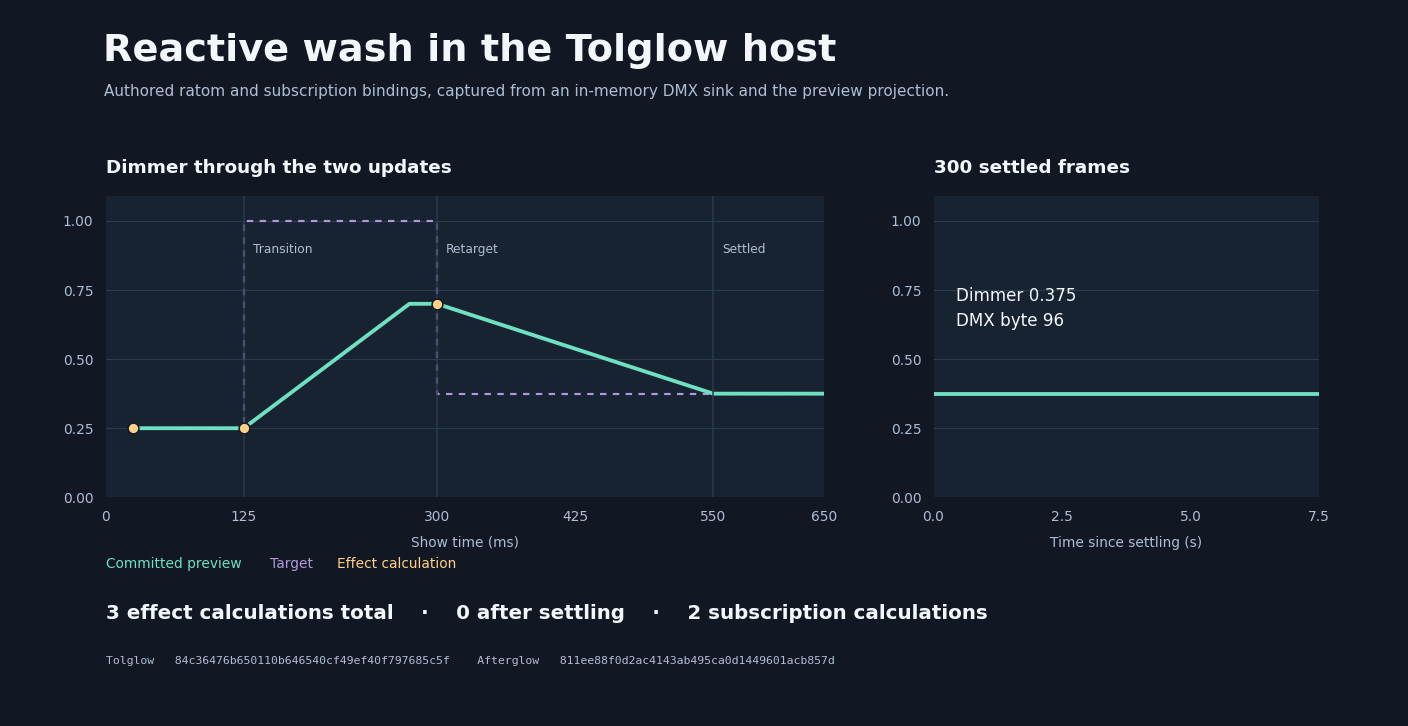 Reactive wash in the Tolglow host
Authored ratom and subscription bindings, captured from an in-memory DMX sink and the preview projection.
Dimmer through the two updates
1.00
0.75
0.50
0.25
0.00
Transition
Retarget
Settled
0 125 300 425 550 650
Show time (ms)
Committed preview Target Effect calculation
300 settled frames
1.00
0.75
0.50
0.25
0.00
Dimmer 0.375
DMX byte 96
0.0 2.5 5.0 7.5
Time since settling (s)
3 effect calculations total · 0 after settling · 2 subscription calculations
Tolglow 84c36476b650110b646540cf49ef40f797685c5f Afterglow 811ee88f0d2ac4143ab495ca0d1449601acb857d